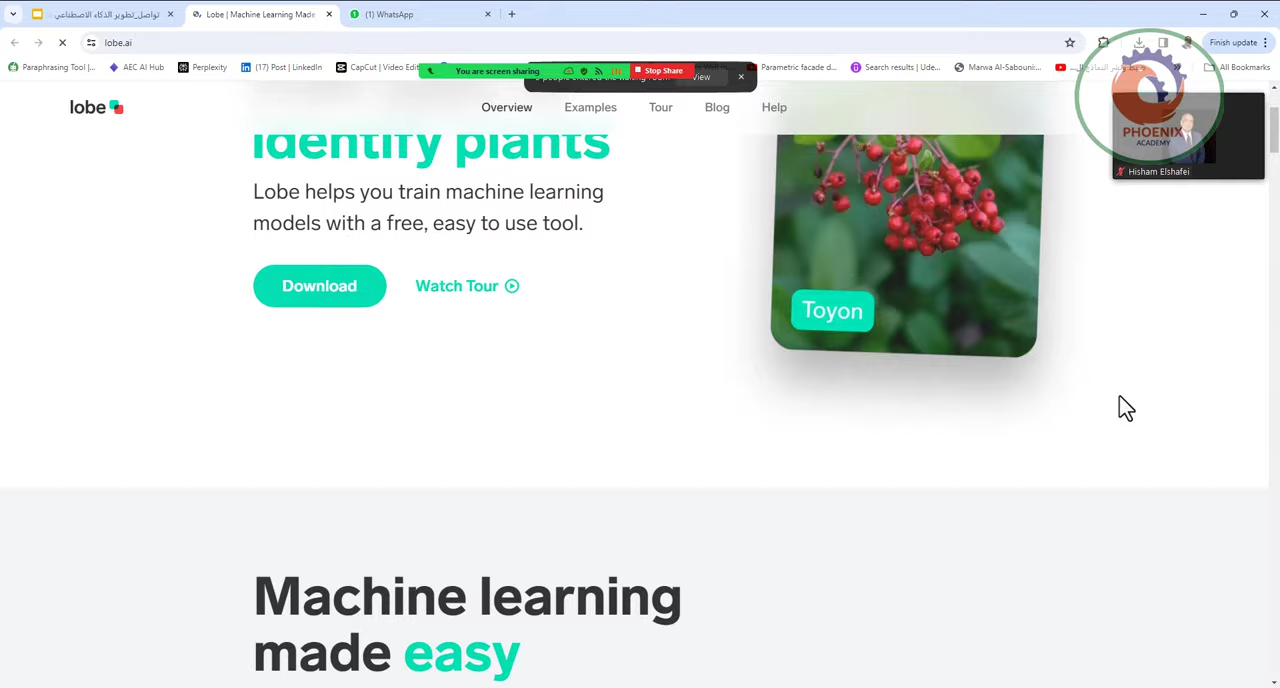 تواصل_تطوير الذكاء الاصطناعي
Lobe | Machine Learning Made
(1) WhatsApp
lobe.ai
Finish update
Paraphrasing Tool |...
AEC AI Hub
Perplexity
(17) Post | LinkedIn
CapCut | Video Edit
You are screen sharing
Stop Share
View
Parametric facade d...
Search results | Ude...
Marwa Al-Sabouni:...
All Bookmarks
lobe
Overview
Examples
Tour
Blog
Help
PHOENIX
ACADEMY
Hisham Elshafei
identify plants
Lobe helps you train machine learning
models with a free, easy to use tool.
Download
Watch Tour
Toyon
Machine learning
made easy